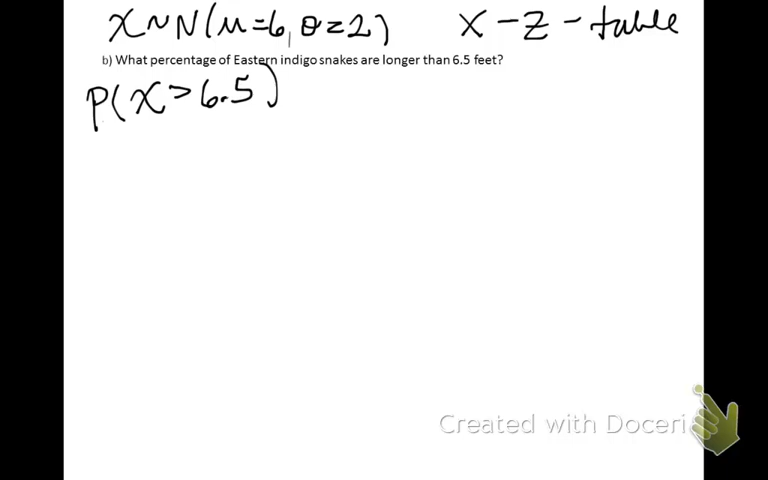 X ~ N(μ=6, σ=2) X - Z - table
b) What percentage of Eastern indigo snakes are longer than 6.5 feet?
P(X > 6.5)
Created with Doceri